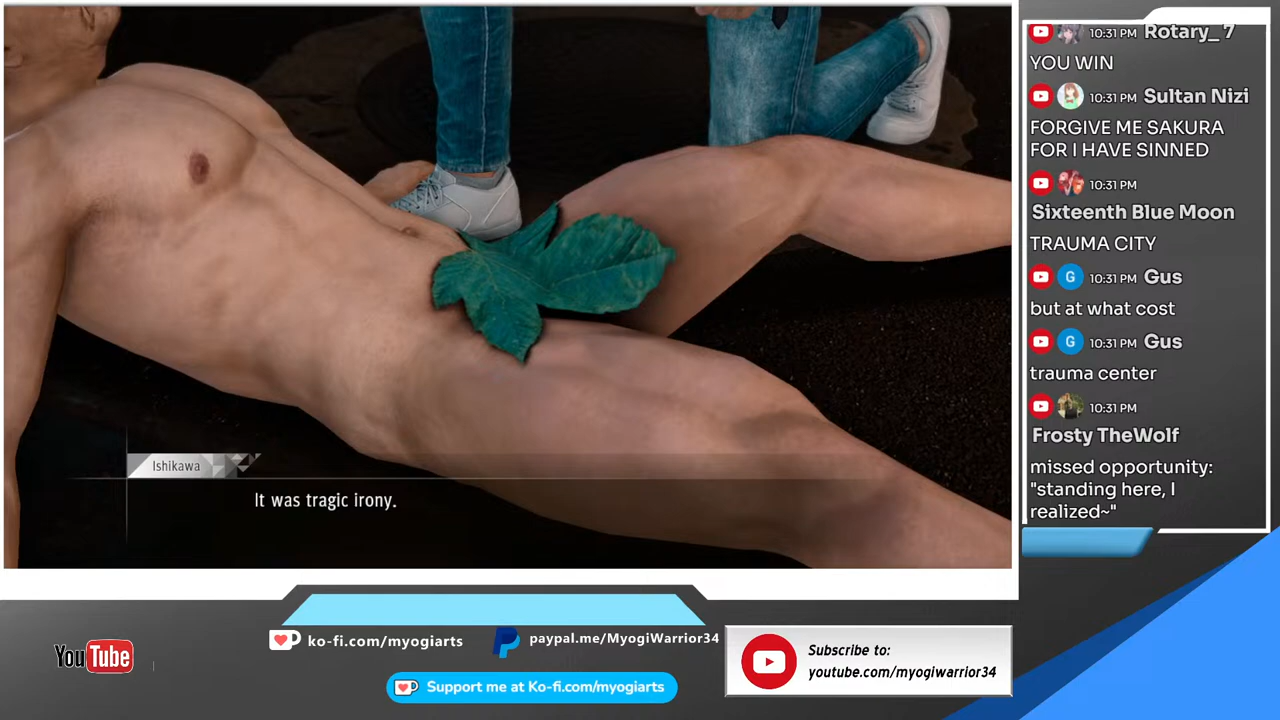 Ishikawa
It was tragic irony.
10:31 PM Rotary_ 7
YOU WIN
10:31 PM Sultan Nizi
FORGIVE ME SAKURA
FOR I HAVE SINNED
10:31 PM
Sixteenth Blue Moon
TRAUMA CITY
G 10:31 PM Gus
but at what cost
G 10:31 PM Gus
trauma center
10:31 PM
Frosty TheWolf
missed opportunity:
"standing here, I
realized~"
YouTube
ko-fi.com/myogiarts
paypal.me/MyogiWarrior34
Support me at Ko-fi.com/myogiarts
Subscribe to:
youtube.com/myogiwarrior34